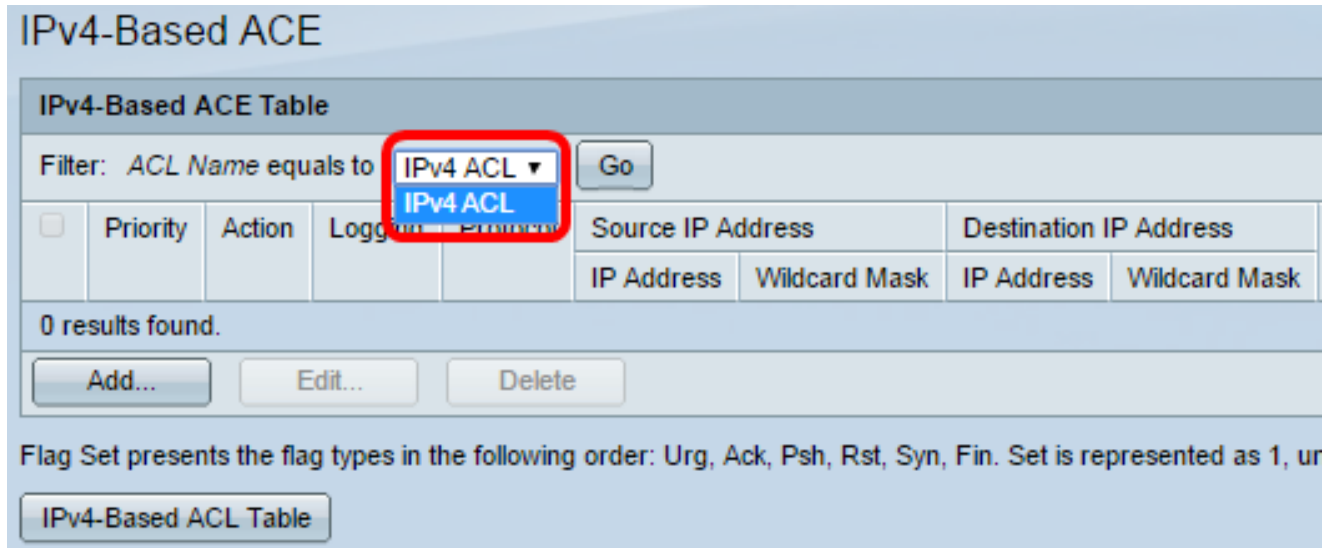 IPv4-Based ACE
IPv4-Based ACE Table
Filter: ACL Name equals to IPv4 ACL ▼ Go
IPv4 ACL
Priority Action Logging Protocol Source IP Address Destination IP Address
IP Address Wildcard Mask IP Address Wildcard Mask
0 results found.
Add... Edit... Delete
Flag Set presents the flag types in the following order: Urg, Ack, Psh, Rst, Syn, Fin. Set is represented as 1,
IPv4-Based ACL Table